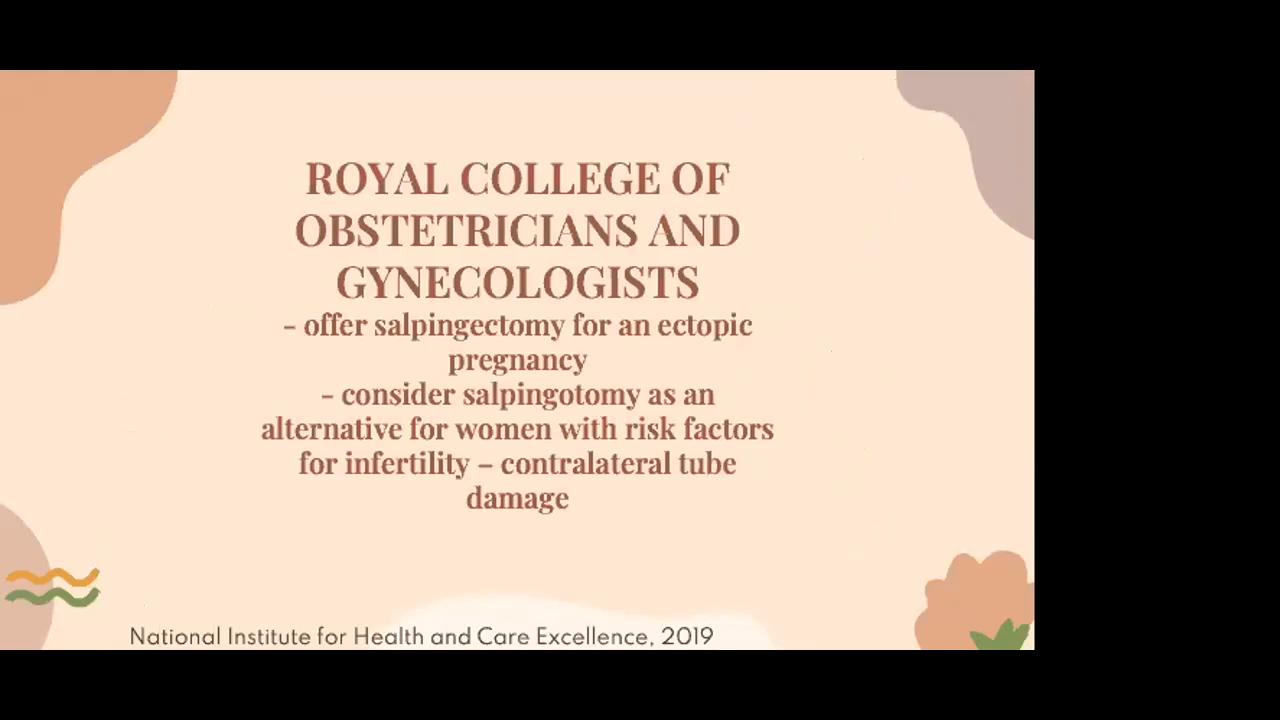 ROYAL COLLEGE OF
OBSTETRICIANS AND
GYNECOLOGISTS
- offer salpingectomy for an ectopic
pregnancy
- consider salpingotomy as an
alternative for women with risk factors
for infertility – contralateral tube
damage
National Institute for Health and Care Excellence, 2019